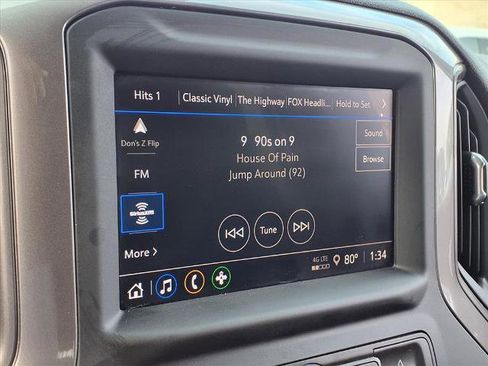 Hits 1 Classic Vinyl The Highway FOX Headli... Hold to Set
9 90s on 9 Sound
Don's Z Flip
House Of Pain Browse
FM Jump Around (92)
SiriusXM
Tune
More
4G LTE 80° 1:34